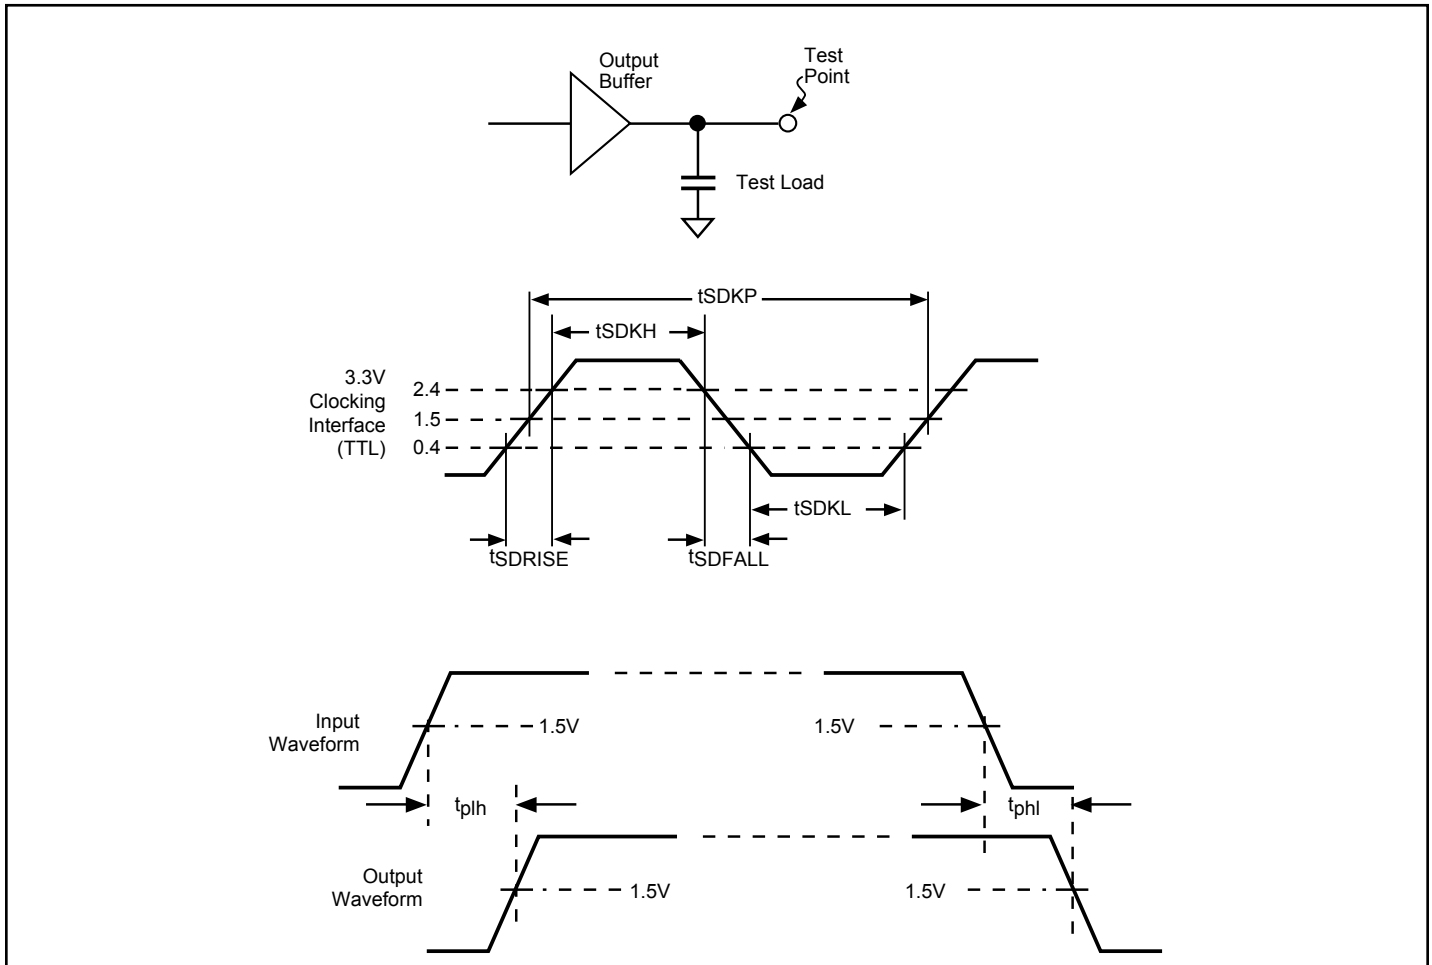 Output
Buffer
Test
Point
Test Load
tSDKP
tSDKH
3.3V
Clocking
Interface
(TTL)
2.4
1.5
0.4
tSDKL
tSDRISE
tSDFALL
Input
Waveform
1.5V
1.5V
tplh
tphl
Output
Waveform
1.5V
1.5V